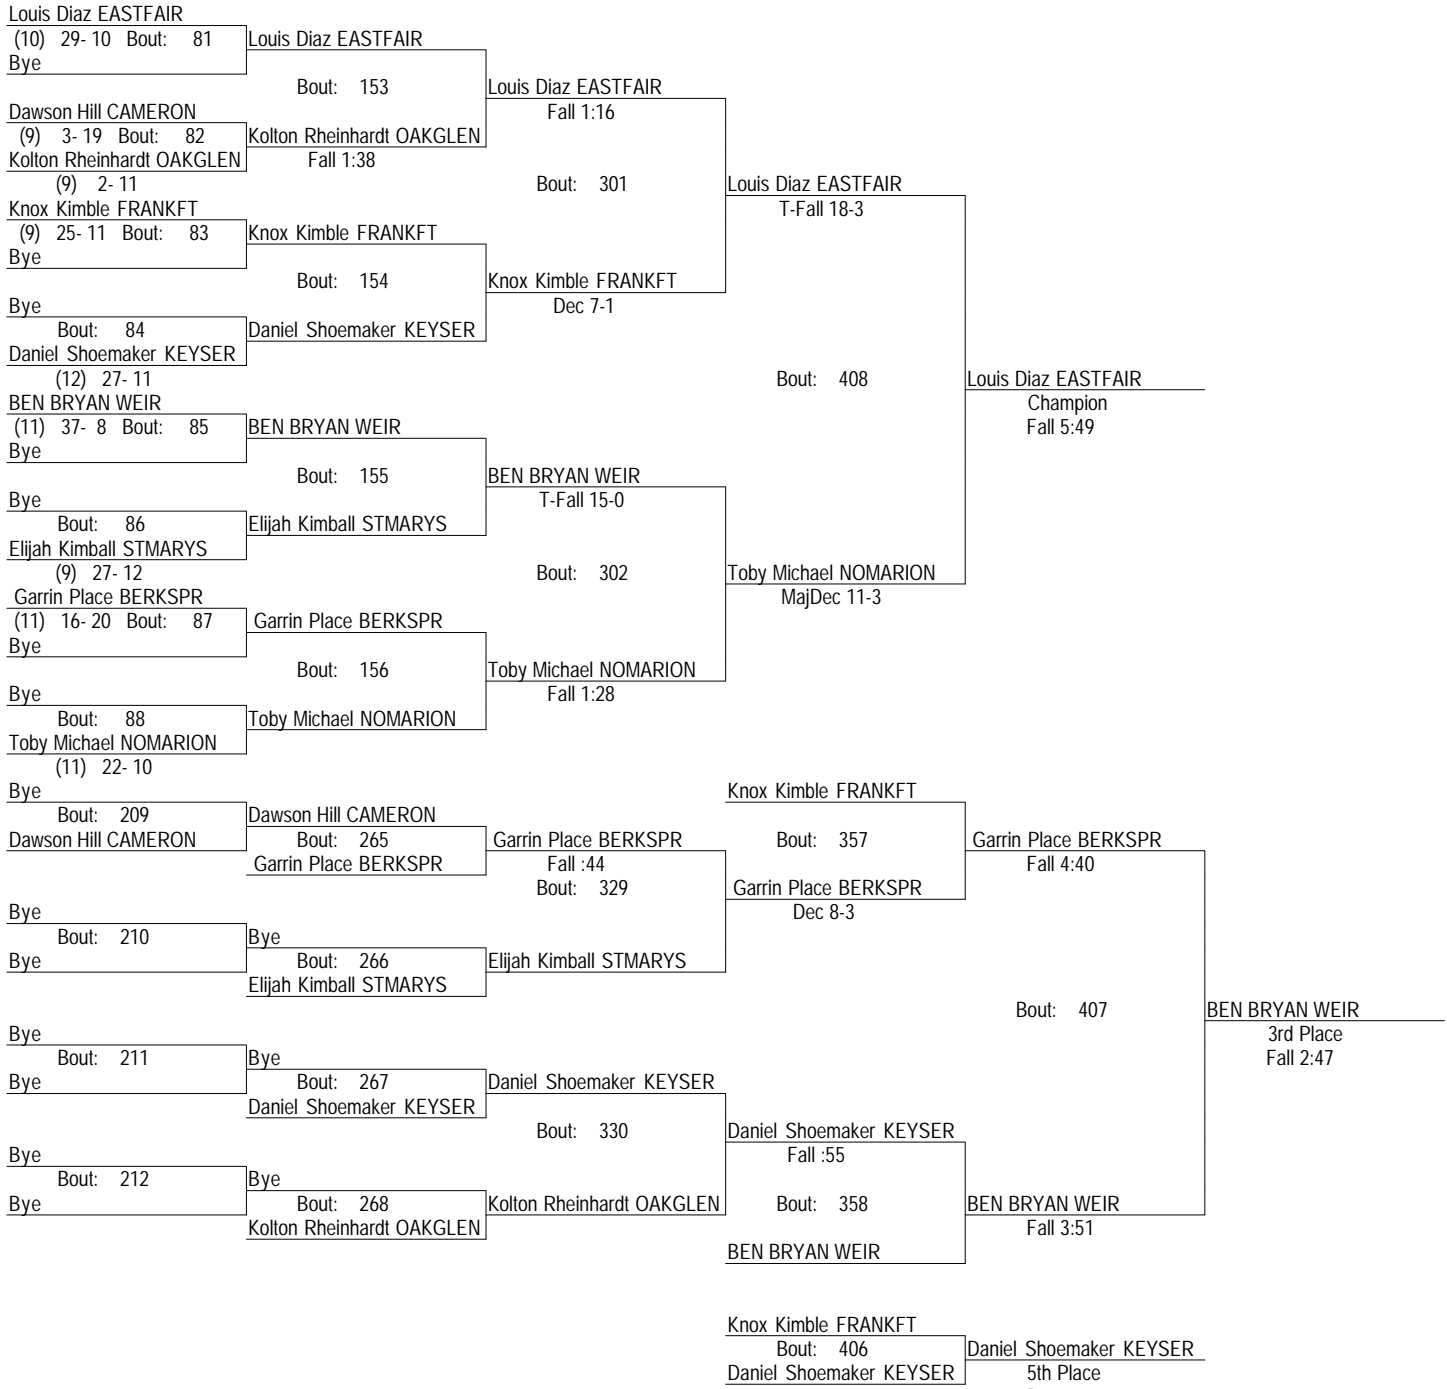 Louis Diaz EASTFAIR
(10) 29- 10 Bout: 81
Louis Diaz EASTFAIR
Bye
Bout: 153
Louis Diaz EASTFAIR
Dawson Hill CAMERON
Fall 1:16
(9) 3- 19 Bout: 82
Kolton Rheinhardt OAKGLEN
Kolton Rheinhardt OAKGLEN
Fall 1:38
(9) 2- 11
Bout: 301
Louis Diaz EASTFAIR
Knox Kimble FRANKFT
T-Fall 18-3
(9) 25- 11 Bout: 83
Knox Kimble FRANKFT
Bye
Bout: 154
Knox Kimble FRANKFT
Bye
Dec 7-1
Bout: 84
Daniel Shoemaker KEYSER
Daniel Shoemaker KEYSER
(12) 27- 11
Bout: 408
Louis Diaz EASTFAIR
BEN BRYAN WEIR
Champion
(11) 37- 8 Bout: 85
BEN BRYAN WEIR
Fall 5:49
Bye
Bout: 155
BEN BRYAN WEIR
Bye
T-Fall 15-0
Bout: 86
Elijah Kimball STMARYS
Elijah Kimball STMARYS
(9) 27- 12
Bout: 302
Toby Michael NOMARION
Garrin Place BERKSPR
MajDec 11-3
(11) 16- 20 Bout: 87
Garrin Place BERKSPR
Bye
Bout: 156
Toby Michael NOMARION
Bye
Fall 1:28
Bout: 88
Toby Michael NOMARION
Toby Michael NOMARION
(11) 22- 10
Bye
Knox Kimble FRANKFT
Bout: 209
Dawson Hill CAMERON
Dawson Hill CAMERON
Bout: 265
Garrin Place BERKSPR
Bout: 357
Garrin Place BERKSPR
Garrin Place BERKSPR
Fall :44
Fall 4:40
Bout: 329
Garrin Place BERKSPR
Bye
Dec 8-3
Bout: 210
Bye
Bye
Bout: 266
Elijah Kimball STMARYS
Elijah Kimball STMARYS
Bout: 407
BEN BRYAN WEIR
Bye
3rd Place
Bout: 211
Bye
Fall 2:47
Bye
Bout: 267
Daniel Shoemaker KEYSER
Daniel Shoemaker KEYSER
Bout: 330
Daniel Shoemaker KEYSER
Bye
Fall :55
Bout: 212
Bye
Bye
Bout: 268
Kolton Rheinhardt OAKGLEN
Bout: 358
BEN BRYAN WEIR
Kolton Rheinhardt OAKGLEN
Fall 3:51
BEN BRYAN WEIR
Knox Kimble FRANKFT
Bout: 406
Daniel Shoemaker KEYSER
Daniel Shoemaker KEYSER
5th Place